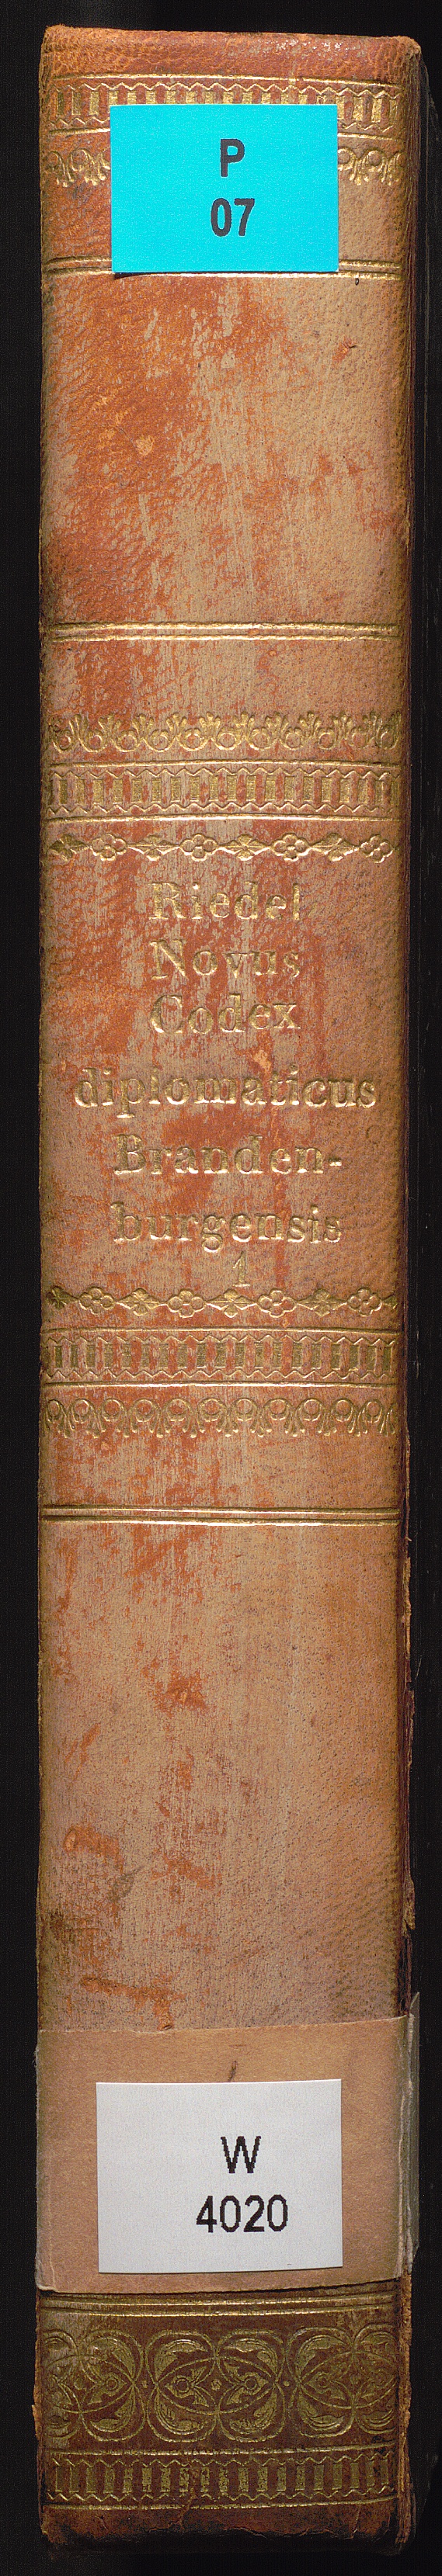 P
07
Riedel
Novus
Codex
diplomaticus
Branden-
burgensis
1
W
4020